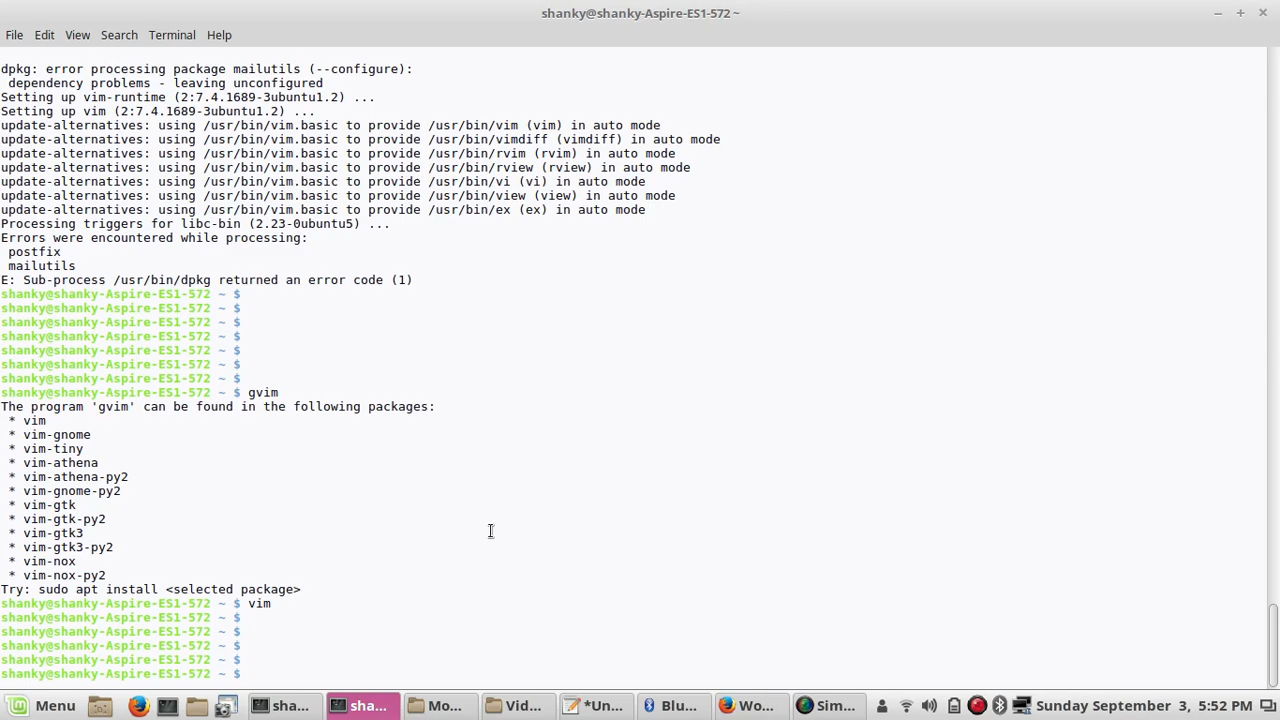 shanky@shanky-Aspire-ES1-572 ~
File Edit View Search Terminal Help
dpkg: error processing package mailutils (--configure):
 dependency problems - leaving unconfigured
Setting up vim-runtime (2:7.4.1689-3ubuntu1.2) ...
Setting up vim (2:7.4.1689-3ubuntu1.2) ...
update-alternatives: using /usr/bin/vim.basic to provide /usr/bin/vim (vim) in auto mode
update-alternatives: using /usr/bin/vim.basic to provide /usr/bin/vimdiff (vimdiff) in auto mode
update-alternatives: using /usr/bin/vim.basic to provide /usr/bin/rvim (rvim) in auto mode
update-alternatives: using /usr/bin/vim.basic to provide /usr/bin/rview (rview) in auto mode
update-alternatives: using /usr/bin/vim.basic to provide /usr/bin/vi (vi) in auto mode
update-alternatives: using /usr/bin/vim.basic to provide /usr/bin/view (view) in auto mode
update-alternatives: using /usr/bin/vim.basic to provide /usr/bin/ex (ex) in auto mode
Processing triggers for libc-bin (2.23-0ubuntu5) ...
Errors were encountered while processing:
 postfix
 mailutils
E: Sub-process /usr/bin/dpkg returned an error code (1)
shanky@shanky-Aspire-ES1-572 ~ $
shanky@shanky-Aspire-ES1-572 ~ $
shanky@shanky-Aspire-ES1-572 ~ $
shanky@shanky-Aspire-ES1-572 ~ $
shanky@shanky-Aspire-ES1-572 ~ $
shanky@shanky-Aspire-ES1-572 ~ $
shanky@shanky-Aspire-ES1-572 ~ $
shanky@shanky-Aspire-ES1-572 ~ $ gvim
The program 'gvim' can be found in the following packages:
 * vim
 * vim-gnome
 * vim-tiny
 * vim-athena
 * vim-athena-py2
 * vim-gnome-py2
 * vim-gtk
 * vim-gtk-py2
 * vim-gtk3
 * vim-gtk3-py2
 * vim-nox
 * vim-nox-py2
Try: sudo apt install <selected package>
shanky@shanky-Aspire-ES1-572 ~ $ vim
shanky@shanky-Aspire-ES1-572 ~ $
shanky@shanky-Aspire-ES1-572 ~ $
shanky@shanky-Aspire-ES1-572 ~ $
shanky@shanky-Aspire-ES1-572 ~ $
shanky@shanky-Aspire-ES1-572 ~ $
Menu sha... sha... Mo... Vid... *Un... Blu... Wo... Sim... Sunday September 3, 5:52 PM